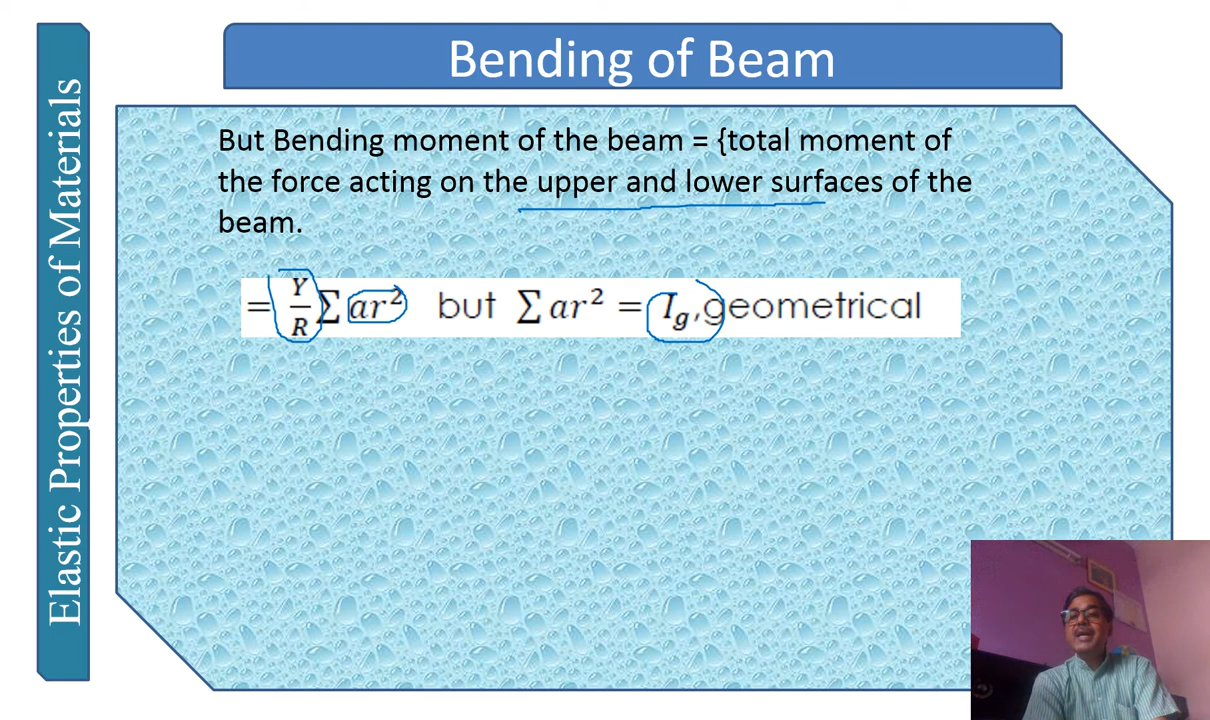 Bending of Beam
Elastic Properties of Materials
But Bending moment of the beam = {total moment of
the force acting on the upper and lower surfaces of the
beam.
= Y/R ∑ ar² but ∑ ar² = I_g, geometrical